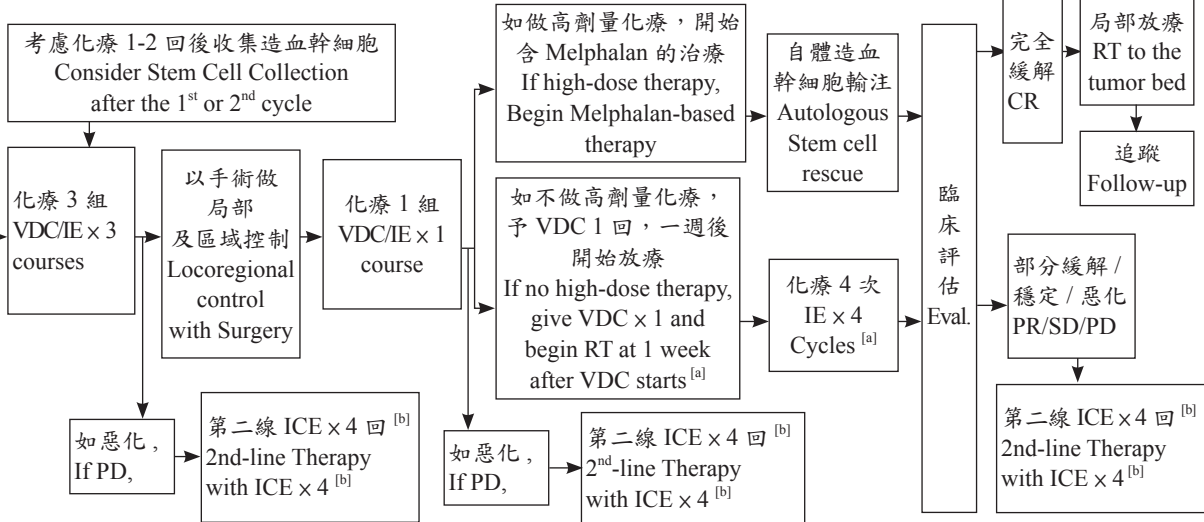 考慮化療 1-2 回後收集造血幹細胞
Consider Stem Cell Collection
after the 1st or 2nd cycle
化療 3 組
VDC/IE × 3
courses
以手術做
局部
及區域控制
Locoregional
control
with Surgery
化療 1 組
VDC/IE × 1
course
如惡化 ,
If PD,
第二線 ICE × 4 回 [b]
2nd-line Therapy
with ICE × 4 [b]
如做高劑量化療，開始
含 Melphalan 的治療
If high-dose therapy,
Begin Melphalan-based
therapy
自體造血
幹細胞輸注
Autologous
Stem cell
rescue
如不做高劑量化療，
予 VDC 1 回，一週後
開始放療
If no high-dose therapy,
give VDC × 1 and
begin RT at 1 week
after VDC starts [a]
化療 4 次
IE × 4
Cycles [a]
如惡化 ,
If PD,
第二線 ICE × 4 回 [b]
2nd-line Therapy
with ICE × 4 [b]
臨
床
評
估
Eval.
完全
緩解
CR
局部放療
RT to the
tumor bed
追蹤
Follow-up
部分緩解 /
穩定 / 惡化
PR/SD/PD
第二線 ICE × 4 回 [b]
2nd-line Therapy
with ICE × 4 [b]